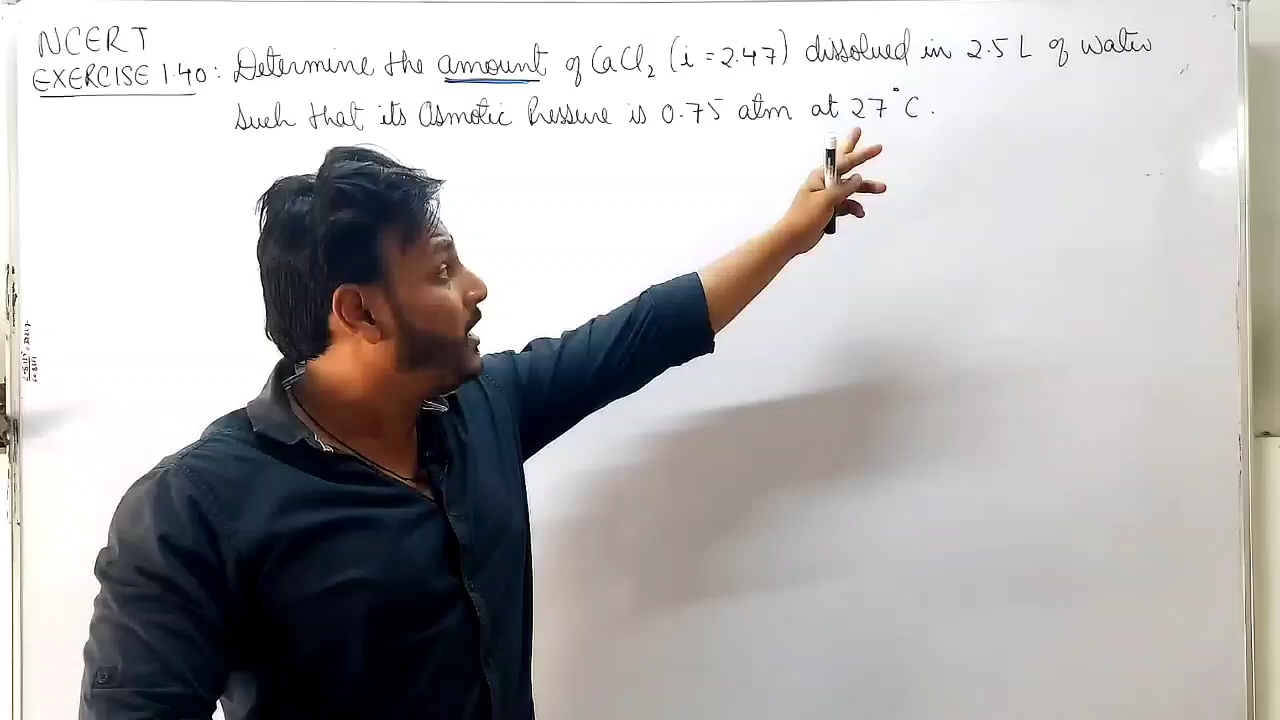 NCERT
EXERCISE 1.40: Determine the amount of CaCl₂ (i = 2.47) dissolved in 2.5 L of water
such that its Osmotic Pressure is 0.75 atm at 27°C.